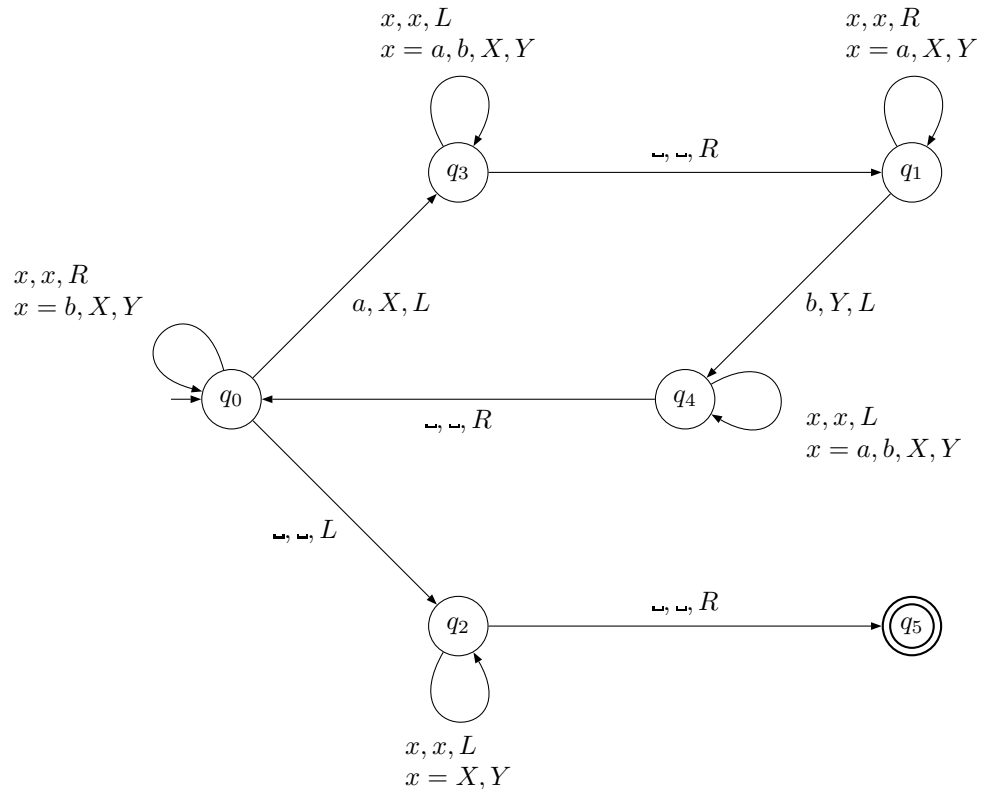 x, x, L
x = a, b, X, Y
x, x, R
x = a, X, Y
␣, ␣, R
q3
q1
x, x, R
x = b, X, Y
a, X, L
b, Y, L
q0
q4
␣, ␣, R
x, x, L
x = a, b, X, Y
␣, ␣, L
␣, ␣, R
q2
q5
x, x, L
x = X, Y